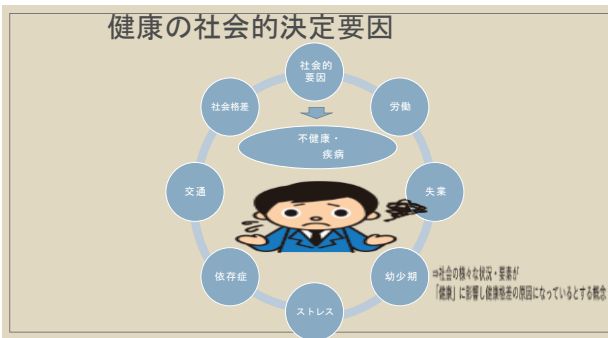 健康の社会的決定要因
社会的
要因
労働
失業
幼少期
ストレス
依存症
交通
社会格差
不健康・
疾病
⇒社会の様々な状況・要素が
「健康」に影響し健康格差の原因になっているとする概念